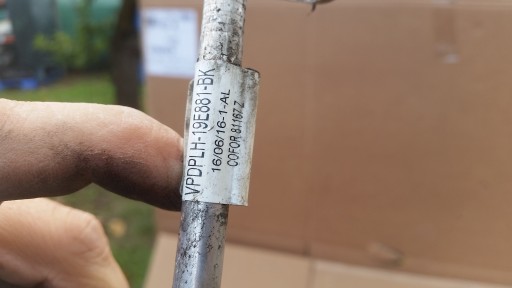 VPDPLH-19E881-BK
16/06/16-1-AL
COFOR 81167 Z